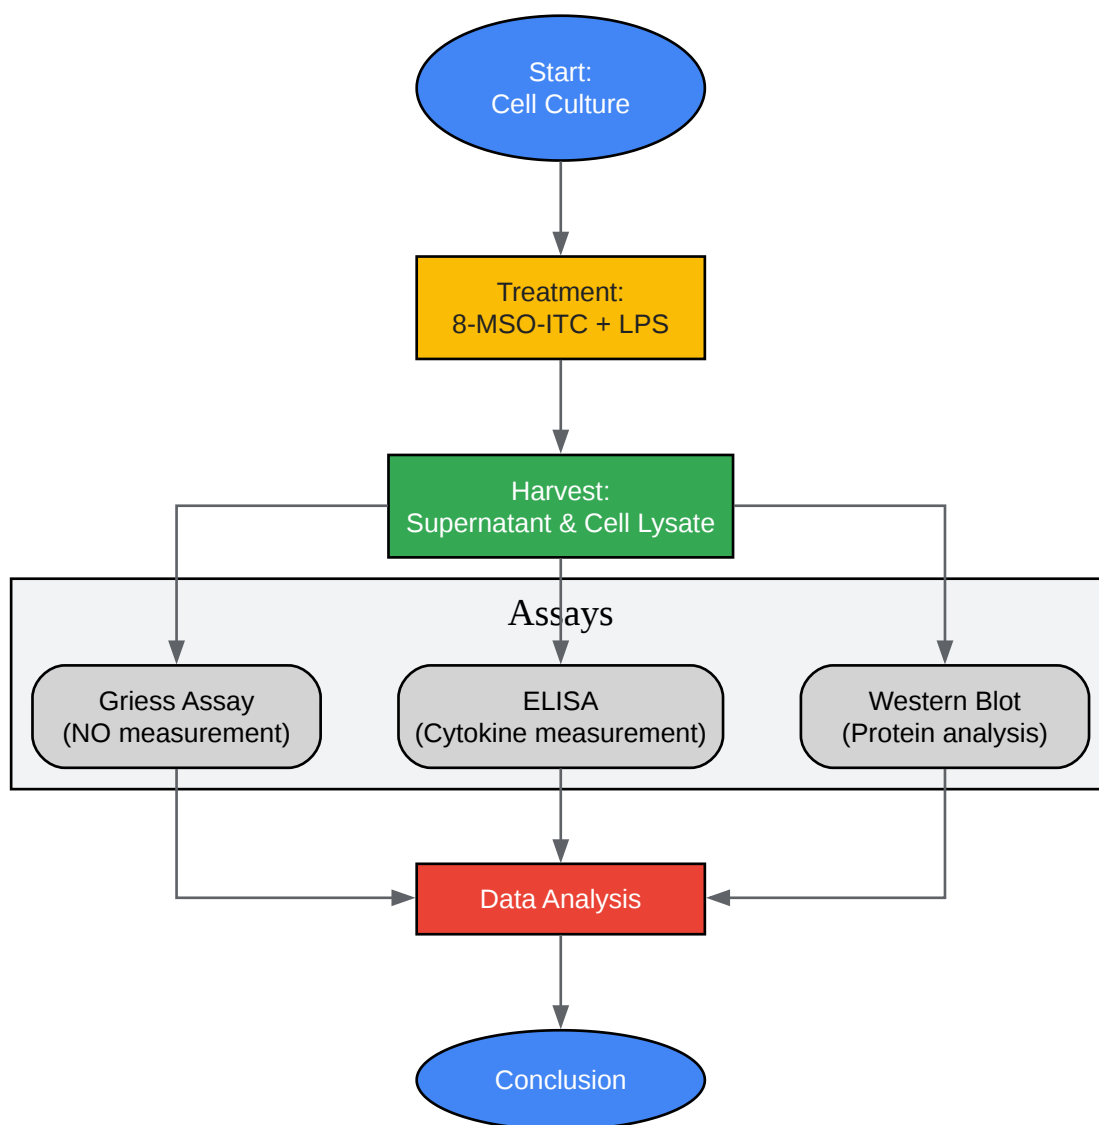 Start:
Cell Culture
Treatment:
8-MSO-ITC + LPS
Harvest:
Supernatant & Cell Lysate
Assays
Griess Assay
(NO measurement)
ELISA
(Cytokine measurement)
Western Blot
(Protein analysis)
Data Analysis
Conclusion